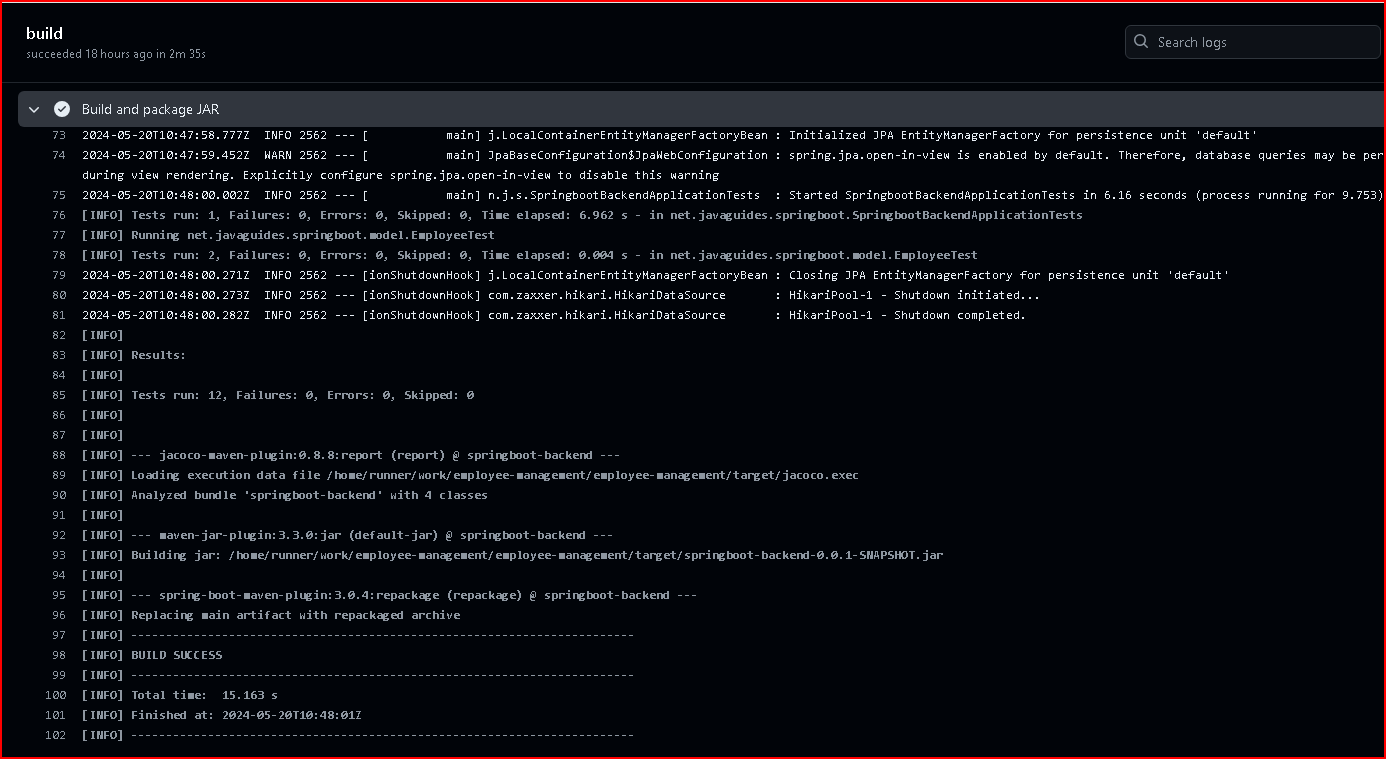 build
succeeded 18 hours ago in 2m 35s
Search logs
Build and package JAR
73 2024-05-20T10:47:58.777Z  INFO 2562 --- [           main] j.LocalContainerEntityManagerFactoryBean : Initialized JPA EntityManagerFactory for persistence unit 'default'
74 2024-05-20T10:47:59.452Z  WARN 2562 --- [           main] JpaBaseConfiguration$JpaWebConfiguration : spring.jpa.open-in-view is enabled by default. Therefore, database queries may be per
during view rendering. Explicitly configure spring.jpa.open-in-view to disable this warning
75 2024-05-20T10:48:00.002Z  INFO 2562 --- [           main] n.j.s.SpringbootBackendApplicationTests  : Started SpringbootBackendApplicationTests in 6.16 seconds (process running for 9.753)
76 [INFO] Tests run: 1, Failures: 0, Errors: 0, Skipped: 0, Time elapsed: 6.962 s - in net.javaguides.springboot.SpringbootBackendApplicationTests
77 [INFO] Running net.javaguides.springboot.model.EmployeeTest
78 [INFO] Tests run: 2, Failures: 0, Errors: 0, Skipped: 0, Time elapsed: 0.004 s - in net.javaguides.springboot.model.EmployeeTest
79 2024-05-20T10:48:00.271Z  INFO 2562 --- [ionShutdownHook] j.LocalContainerEntityManagerFactoryBean : Closing JPA EntityManagerFactory for persistence unit 'default'
80 2024-05-20T10:48:00.273Z  INFO 2562 --- [ionShutdownHook] com.zaxxer.hikari.HikariDataSource       : HikariPool-1 - Shutdown initiated...
81 2024-05-20T10:48:00.282Z  INFO 2562 --- [ionShutdownHook] com.zaxxer.hikari.HikariDataSource       : HikariPool-1 - Shutdown completed.
82 [INFO]
83 [INFO] Results:
84 [INFO]
85 [INFO] Tests run: 12, Failures: 0, Errors: 0, Skipped: 0
86 [INFO]
87 [INFO]
88 [INFO] --- jacoco-maven-plugin:0.8.8:report (report) @ springboot-backend ---
89 [INFO] Loading execution data file /home/runner/work/employee-management/employee-management/target/jacoco.exec
90 [INFO] Analyzed bundle 'springboot-backend' with 4 classes
91 [INFO]
92 [INFO] --- maven-jar-plugin:3.3.0:jar (default-jar) @ springboot-backend ---
93 [INFO] Building jar: /home/runner/work/employee-management/employee-management/target/springboot-backend-0.0.1-SNAPSHOT.jar
94 [INFO]
95 [INFO] --- spring-boot-maven-plugin:3.0.4:repackage (repackage) @ springboot-backend ---
96 [INFO] Replacing main artifact with repackaged archive
97 [INFO] ------------------------------------------------------------------------
98 [INFO] BUILD SUCCESS
99 [INFO] ------------------------------------------------------------------------
100 [INFO] Total time:  15.163 s
101 [INFO] Finished at: 2024-05-20T10:48:01Z
102 [INFO] ------------------------------------------------------------------------